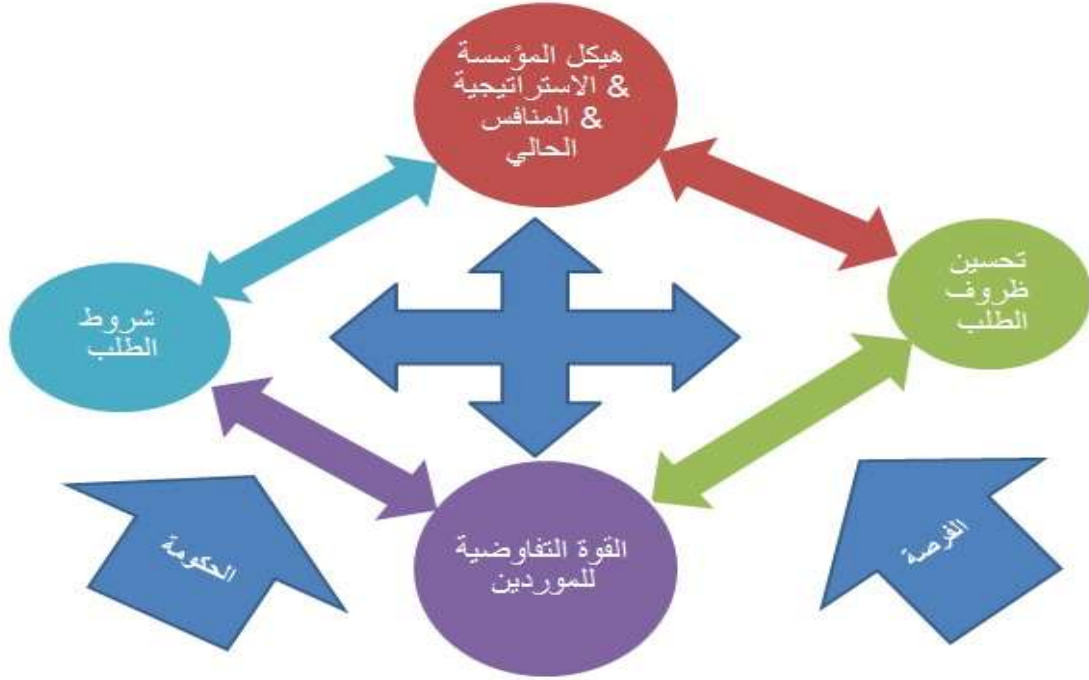 هيكل المؤسسة
& الاستراتيجية
& المنافس
الحالي
تحسين
ظروف
الطلب
شروط
الطلب
القوة التفاوضية
للموردين
الفرصة
الحكومة